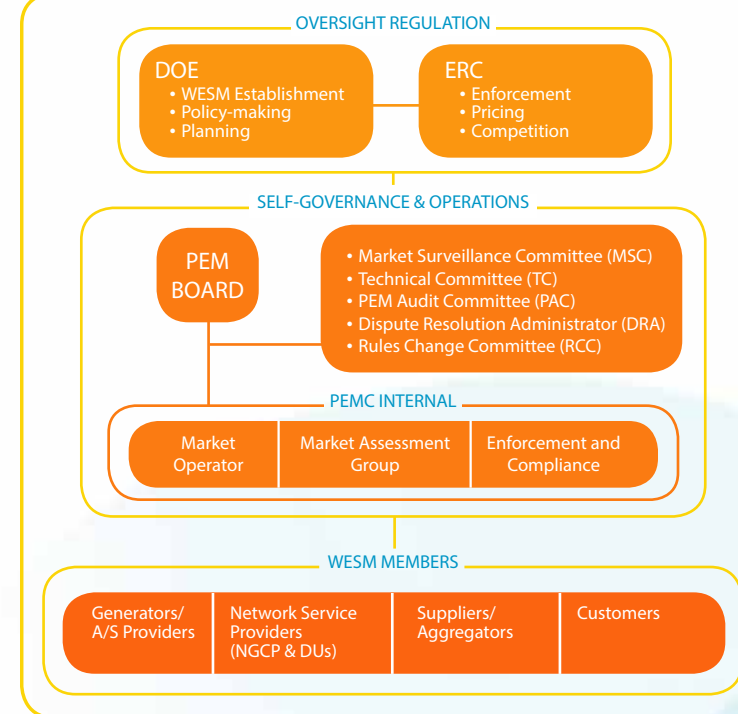 OVERSIGHT REGULATION
DOE
• WESM Establishment
• Policy-making
• Planning
ERC
• Enforcement
• Pricing
• Competition
SELF-GOVERNANCE & OPERATIONS
PEM
BOARD
• Market Surveillance Committee (MSC)
• Technical Committee (TC)
• PEM Audit Committee (PAC)
• Dispute Resolution Administrator (DRA)
• Rules Change Committee (RCC)
PEMC INTERNAL
Market
Operator
Market Assessment
Group
Enforcement and
Compliance
WESM MEMBERS
Generators/
A/S Providers
Network Service
Providers
(NGCP & DUs)
Suppliers/
Aggregators
Customers